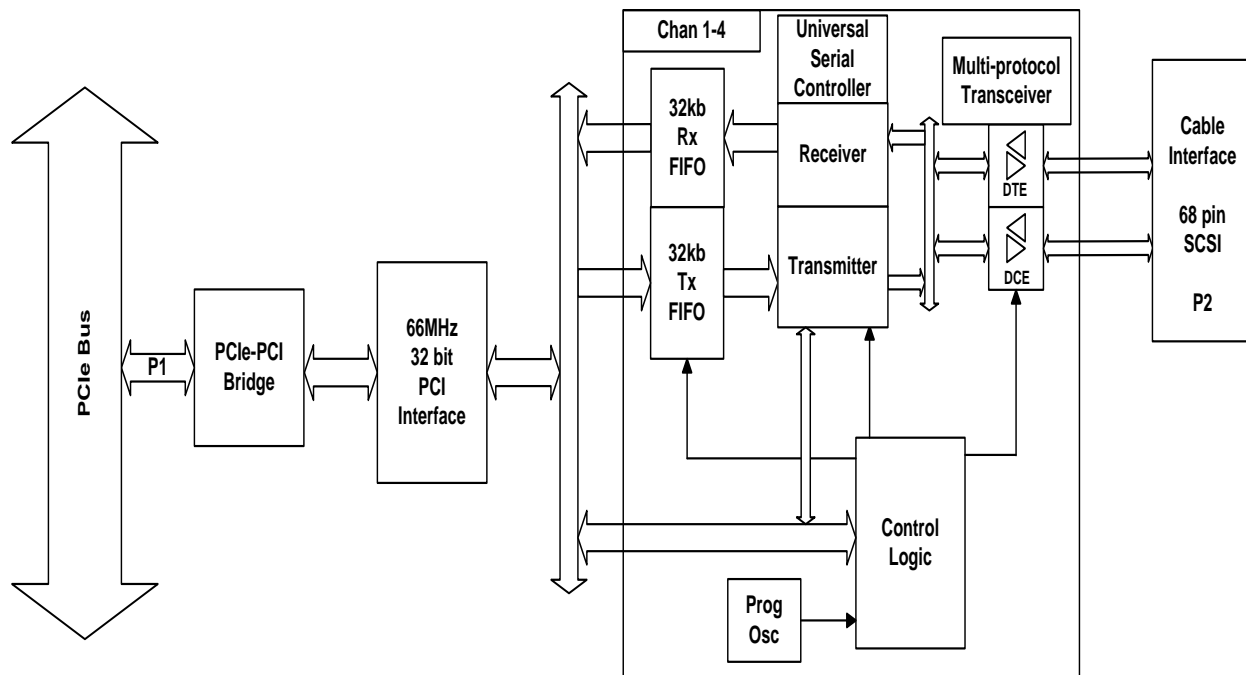 PCIe Bus
P1
PCIe-PCI
Bridge
66MHz
32 bit
PCI
Interface
Chan 1-4
32kb
Rx
FIFO
32kb
Tx
FIFO
Universal
Serial
Controller
Receiver
Transmitter
Multi-protocol
Transceiver
DTE
DCE
Cable
Interface
68 pin
SCSI
P2
Control
Logic
Prog
Osc